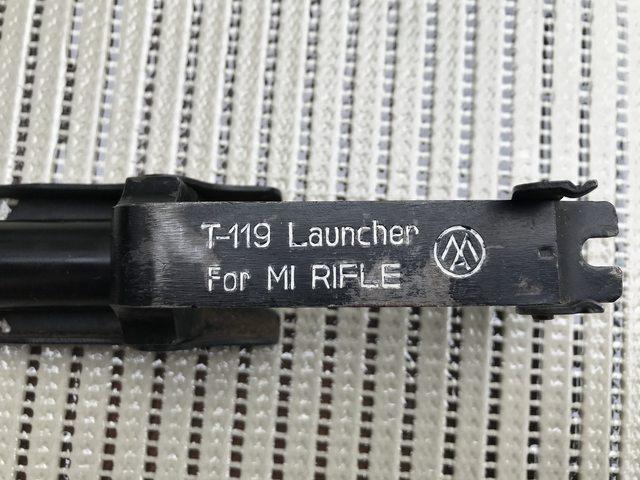 T-119 Launcher
For MI RIFLE